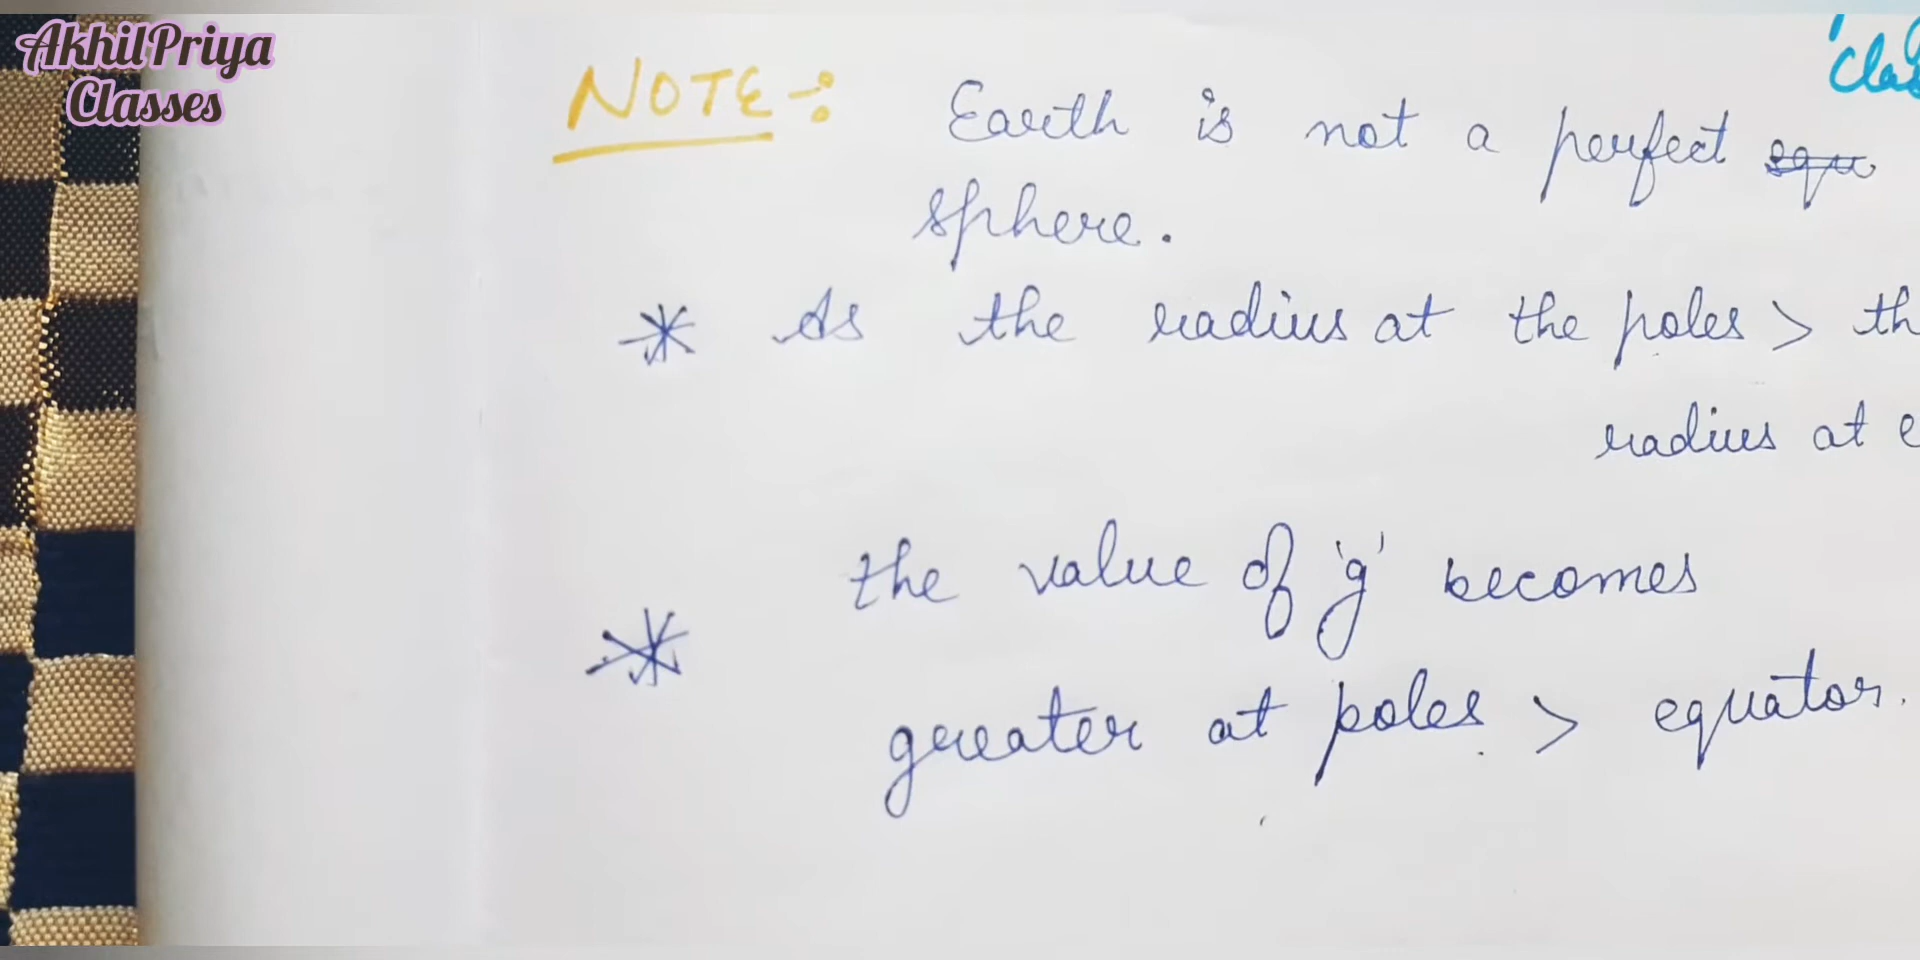 AkhilPriya
Classes
NOTE :
Earth is not a perfect
sphere.
* As the radius at the poles >
radius at
* the value of 'g' becomes
greater at poles > equator.